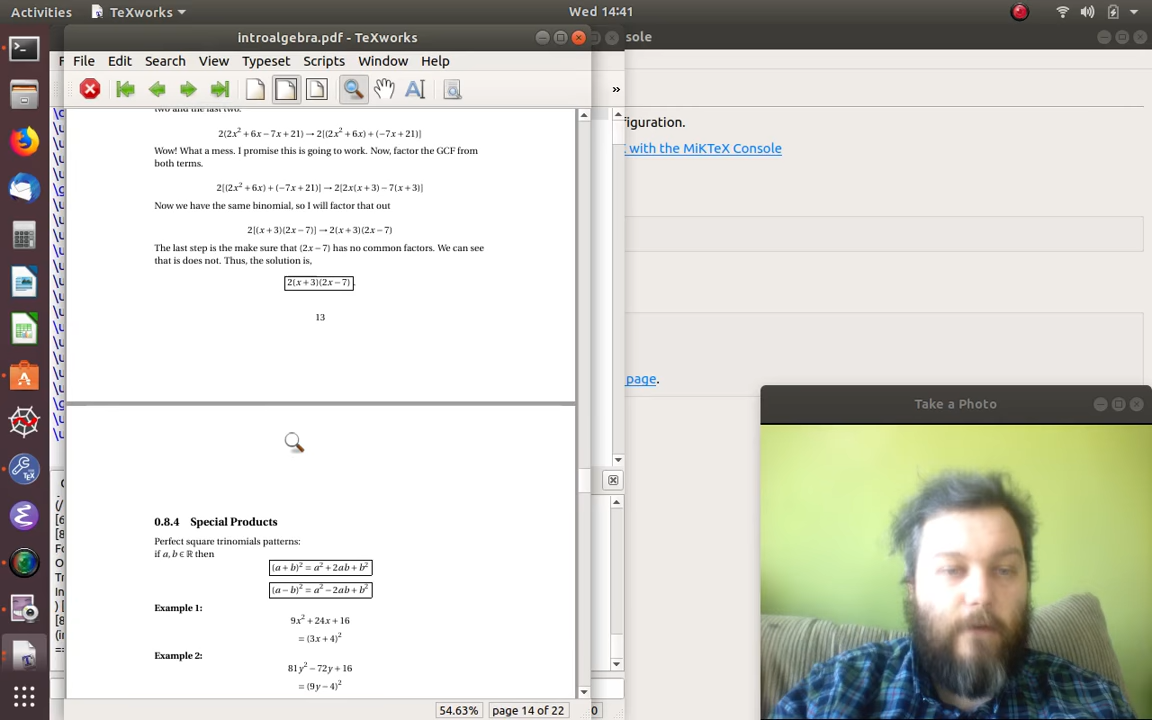 Activities
TeXworks
Wed 14:41
introalgebra.pdf - TeXworks
sole
File Edit Search View Typeset Scripts Window Help
»
two and the last two.
2(2x² + 6x − 7x + 21) → 2[(2x² + 6x) + (−7x + 21)]
Wow! What a mess. I promise this is going to work. Now, factor the GCF from
both terms.
2[(2x² + 6x) + (−7x + 21)] → 2[2x(x + 3) − 7(x + 3)]
Now we have the same binomial, so I will factor that out
2[(x + 3)(2x − 7)] → 2(x + 3)(2x − 7)
The last step is the make sure that (2x − 7) has no common factors. We can see
that is does not. Thus, the solution is,
2(x + 3)(2x − 7).
13
0.8.4 Special Products
Perfect square trinomials patterns:
if a, b ∈ ℝ then
(a + b)² = a² + 2ab + b²
(a − b)² = a² − 2ab + b²
Example 1:
9x² + 24x + 16
= (3x + 4)²
Example 2:
81y² − 72y + 16
= (9y − 4)²
54.63% page 14 of 22
figuration.
with the MiKTeX Console
page.
Take a Photo